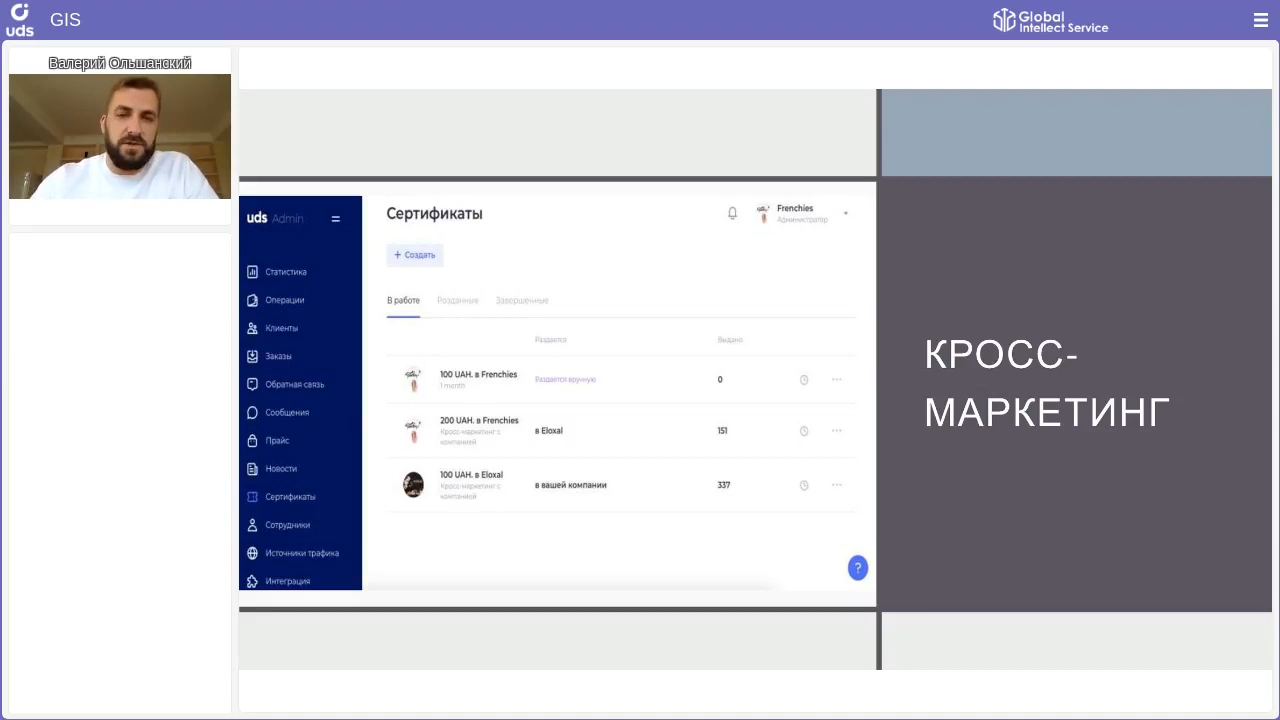 uds
GIS
Global
Intellect Service
Валерий Ольшанский
uds Admin
Статистика
Операции
Клиенты
Заказы
Обратная связь
Сообщения
Прайс
Новости
Сертификаты
Сотрудники
Источники трафика
Интеграция
Сертификаты
Frenchies
Администратор
+ Создать
В работе
Розданные
Завершенные
Раздается
Выдано
100 UAH. в Frenchies
1 month
Раздается вручную
0
200 UAH. в Frenchies
Кросс-маркетинг с
компанией
в Eloxal
151
100 UAH. в Eloxal
Кросс-маркетинг с
компанией
в вашей компании
337
?
КРОСС-
МАРКЕТИНГ